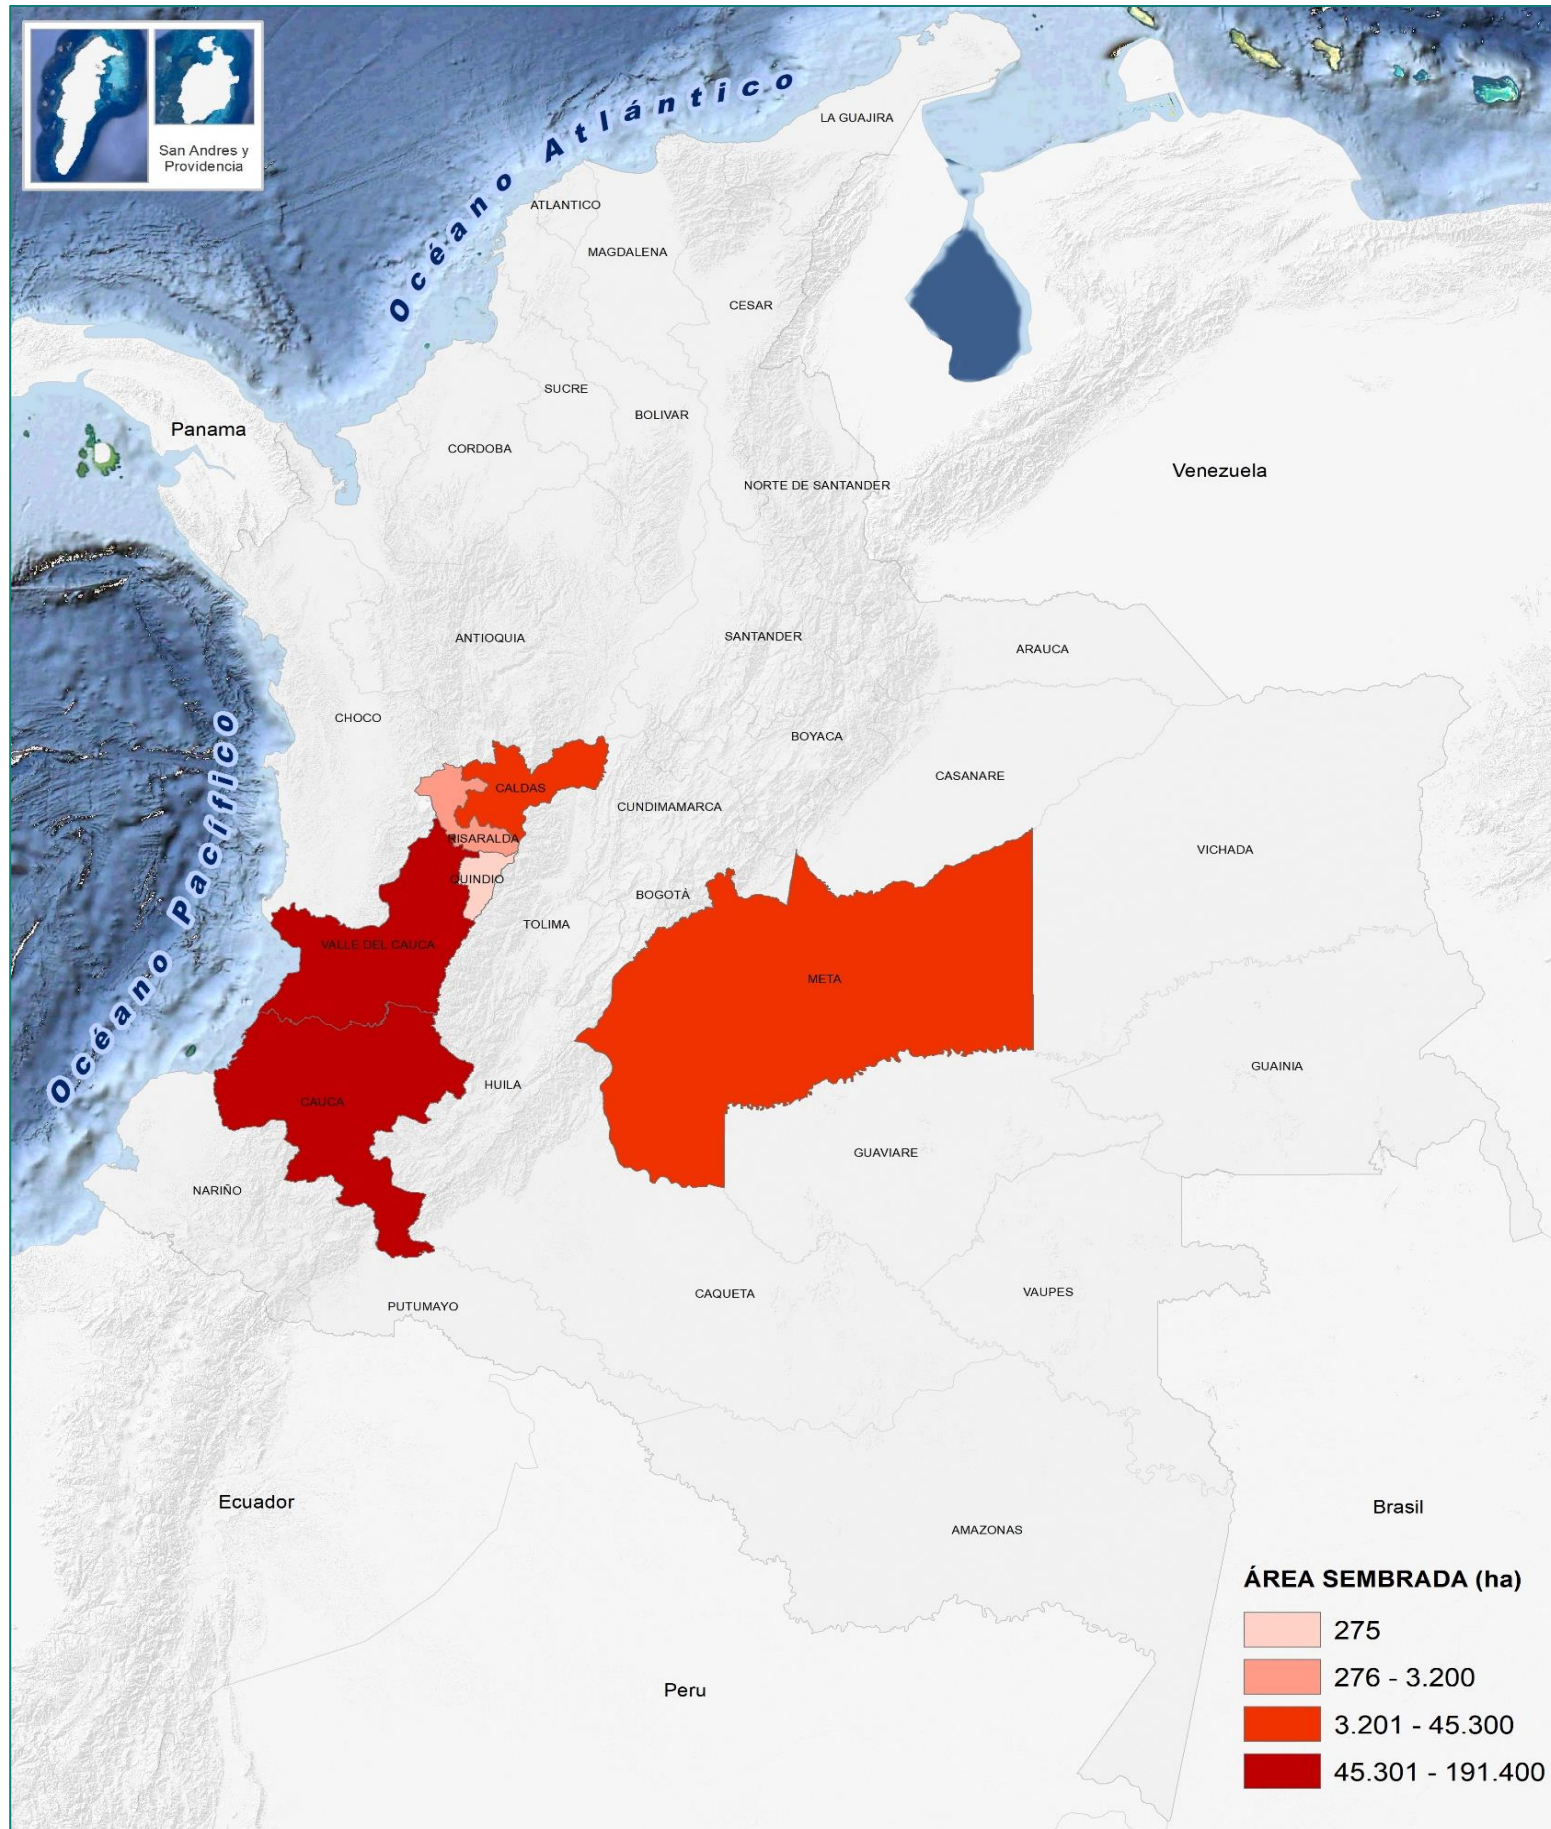 San Andres y
Providencia
Océano Atlántico
LA GUAJIRA
ATLANTICO
MAGDALENA
CESAR
SUCRE
BOLIVAR
Panama
CORDOBA
Venezuela
NORTE DE SANTANDER
ANTIOQUIA
SANTANDER
ARAUCA
CHOCO
BOYACA
Océano Pacífico
CASANARE
CALDAS
CUNDIMAMARCA
RISARALDA
VICHADA
QUINDIO
BOGOTÁ
TOLIMA
VALLE DEL CAUCA
META
GUAINIA
HUILA
CAUCA
GUAVIARE
NARIÑO
CAQUETA
VAUPES
PUTUMAYO
Ecuador
Brasil
AMAZONAS
Peru
ÁREA SEMBRADA (ha)
275
276 - 3.200
3.201 - 45.300
45.301 - 191.400